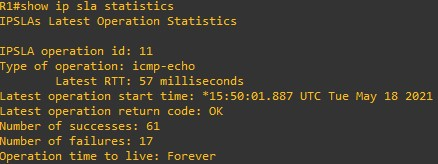 R1#show ip sla statistics
IPSLAs Latest Operation Statistics
IPSLA operation id: 11
Type of operation: icmp-echo
Latest RTT: 57 milliseconds
Latest operation start time: *15:50:01.887 UTC Tue May 18 2021
Latest operation return code: OK
Number of successes: 61
Number of failures: 17
Operation time to live: Forever